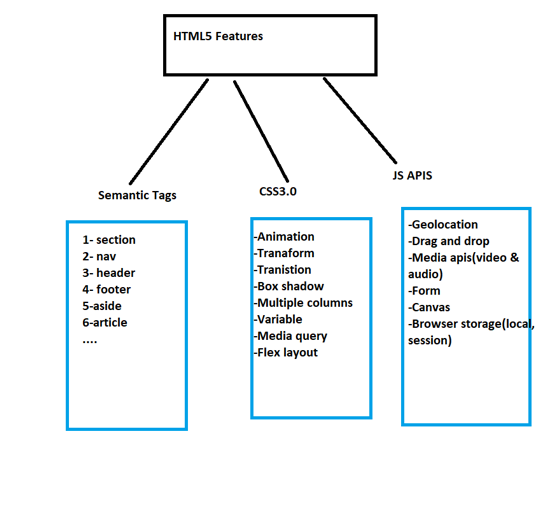 HTML5 Features
Semantic Tags
1- section
2- nav
3- header
4- footer
5-aside
6-article
....
CSS3.0
-Animation
-Tranaform
-Tranistion
-Box shadow
-Multiple columns
-Variable
-Media query
-Flex layout
JS APIS
-Geolocation
-Drag and drop
-Media apis(video &
audio)
-Form
-Canvas
-Browser storage(local,
session)